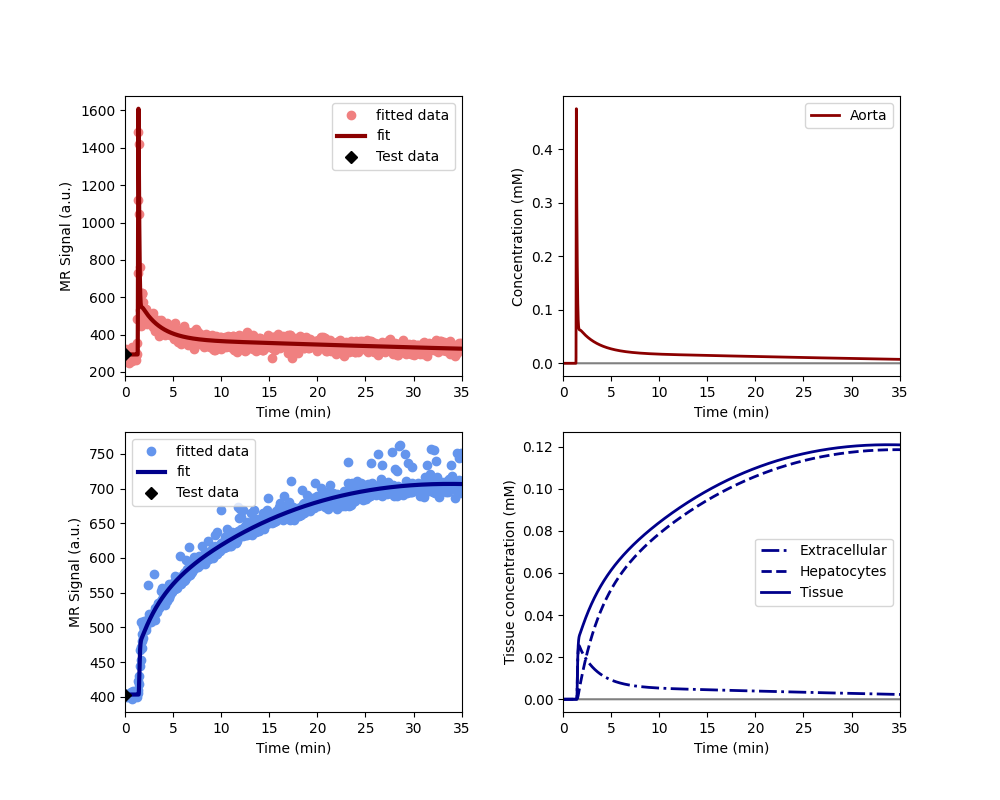 1600
1400
1200
1000
800
600
400
200
MR Signal (a.u.)
fitted data
fit
Test data
0 5 10 15 20 25 30 35
Time (min)
0.4
0.3
0.2
0.1
0.0
Concentration (mM)
Aorta
0 5 10 15 20 25 30 35
Time (min)
750
700
650
600
550
500
450
400
MR Signal (a.u.)
fitted data
fit
Test data
0 5 10 15 20 25 30 35
Time (min)
0.12
0.10
0.08
0.06
0.04
0.02
0.00
Tissue concentration (mM)
Extracellular
Hepatocytes
Tissue
0 5 10 15 20 25 30 35
Time (min)